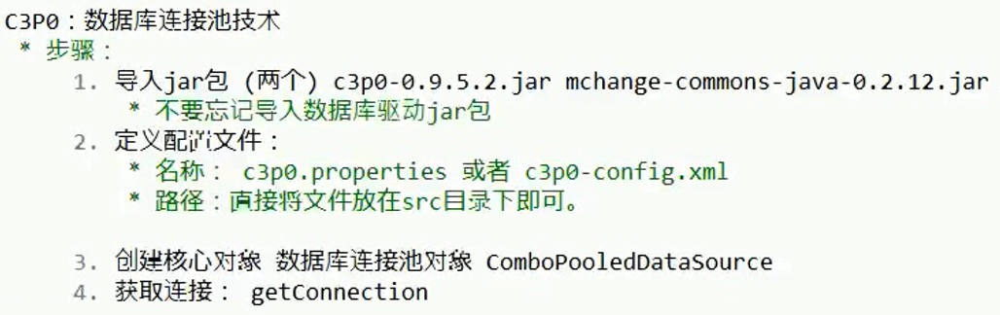 C3P0：数据库连接池技术
* 步骤：
1. 导入jar包 (两个) c3p0-0.9.5.2.jar mchange-commons-java-0.2.12.jar
* 不要忘记导入数据库驱动jar包
2. 定义配置文件：
* 名称： c3p0.properties 或者 c3p0-config.xml
* 路径：直接将文件放在src目录下即可。
3. 创建核心对象 数据库连接池对象 ComboPooledDataSource
4. 获取连接： getConnection